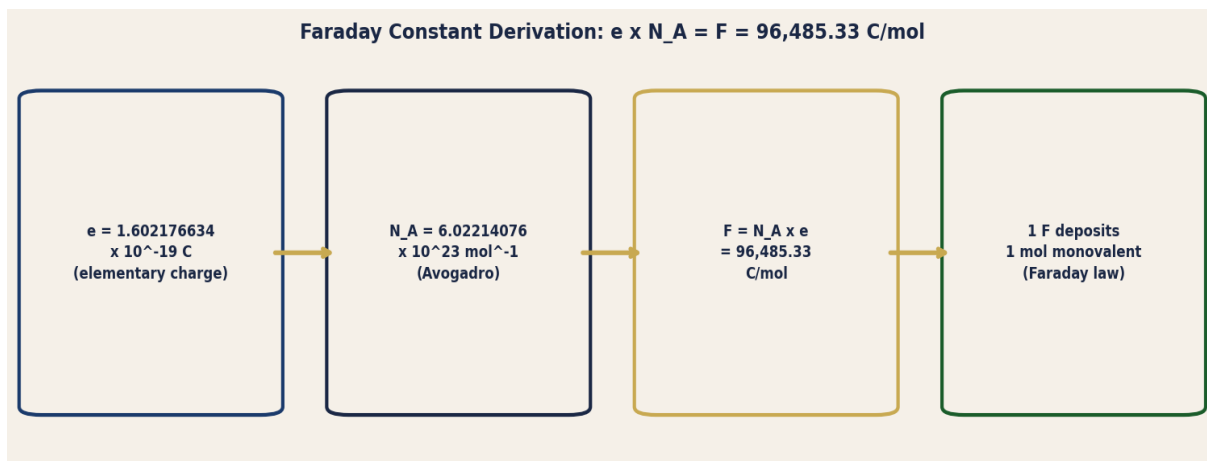 Faraday Constant Derivation: e x N_A = F = 96,485.33 C/mol
e = 1.602176634
x 10^-19 C
(elementary charge)
N_A = 6.02214076
x 10^23 mol^-1
(Avogadro)
F = N_A x e
= 96,485.33
C/mol
1 F deposits
1 mol monovalent
(Faraday law)